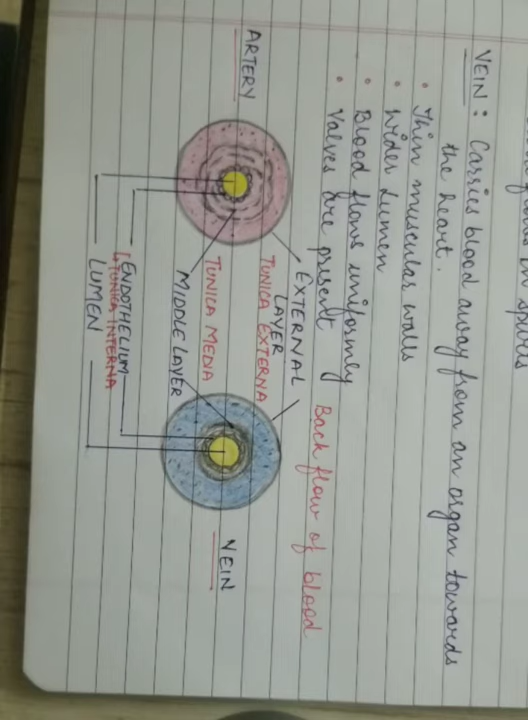 in spurts
VEIN: Carries blood away from an organ towards
the heart.
• Thin muscular walls
• Wider Lumen
• Blood flows uniformly
• Valves are present Back flow of blood
ARTERY
EXTERNAL
LAYER
TUNICA EXTERNA
VEIN
TUNICA MEDIA
MIDDLE LAYER
ENDOTHELIUM
TUNICA INTERNA
LUMEN